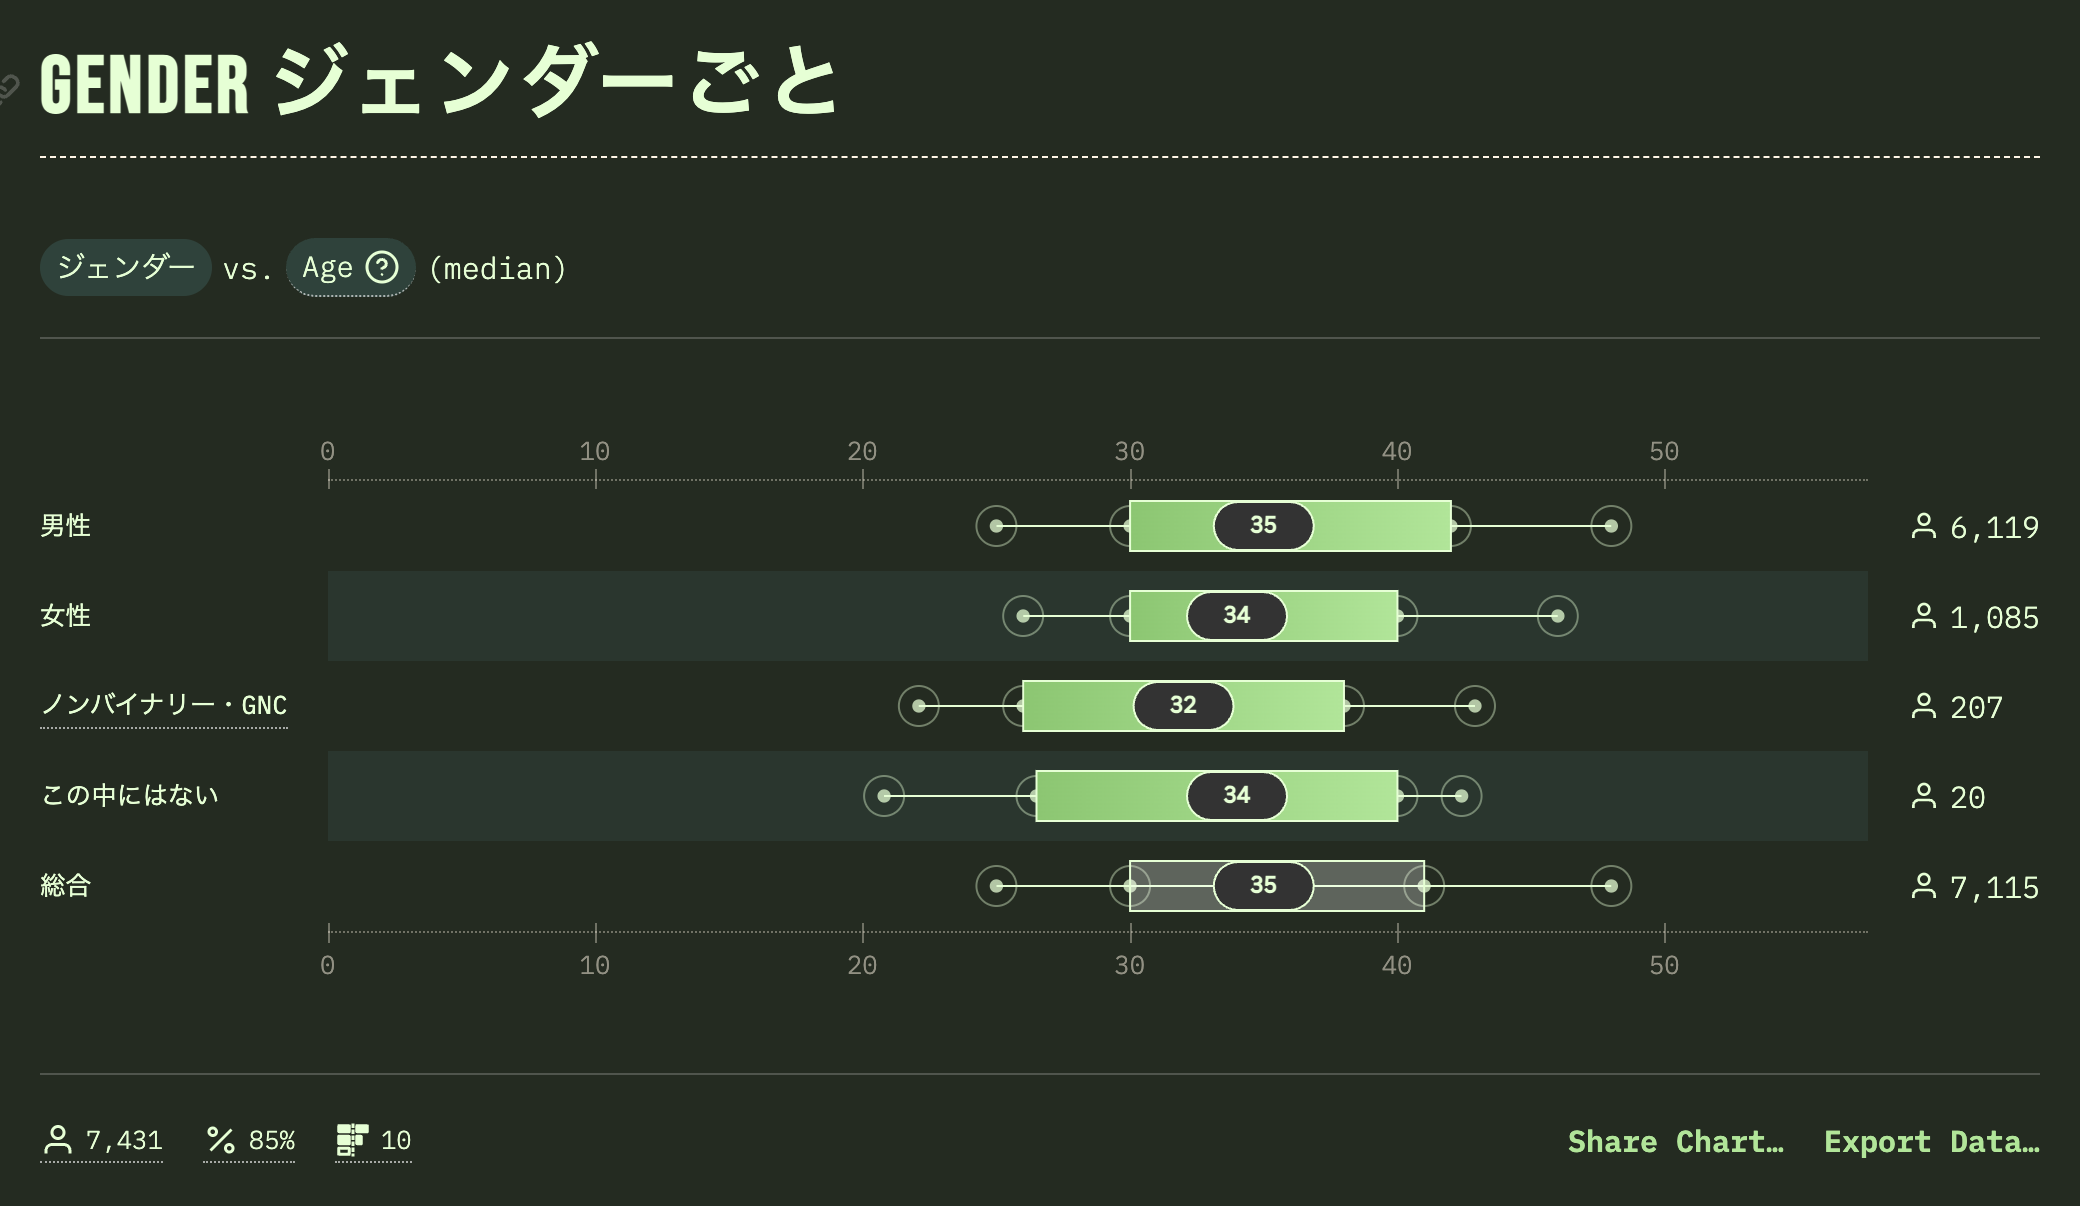 GENDER ジェンダーごと
ジェンダー vs. Age (median)
0 10 20 30 40 50
男性 35 6,119
女性 34 1,085
ノンバイナリー・GNC 32 207
この中にはない 34 20
総合 35 7,115
0 10 20 30 40 50
7,431 85% 10 Share Chart… Export Data…